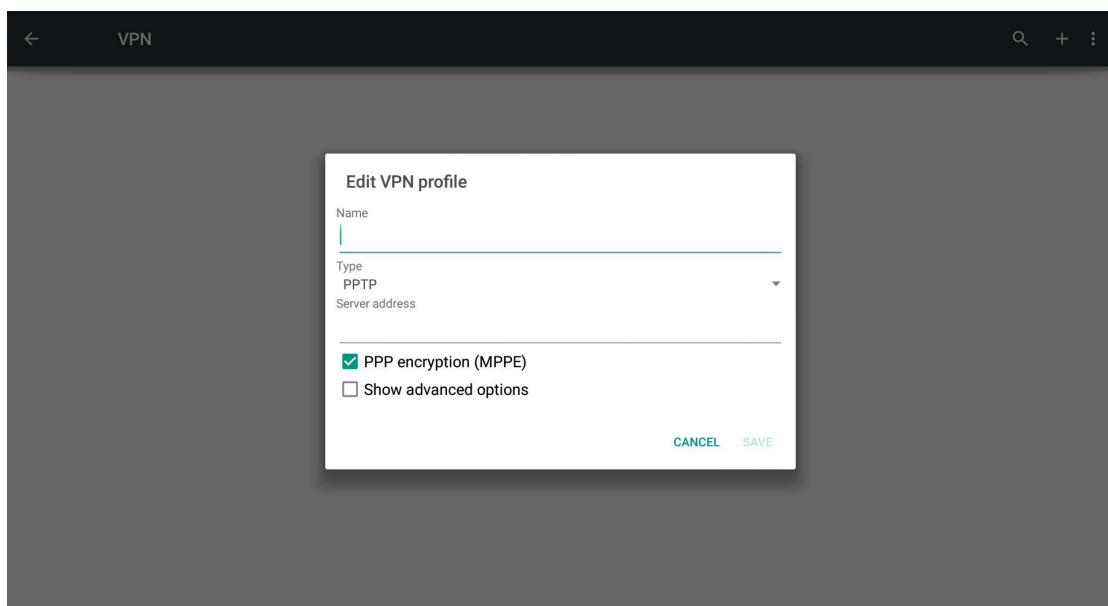 VPN
Edit VPN profile
Name
Type
PPTP
Server address
PPP encryption (MPPE)
Show advanced options
CANCEL SAVE